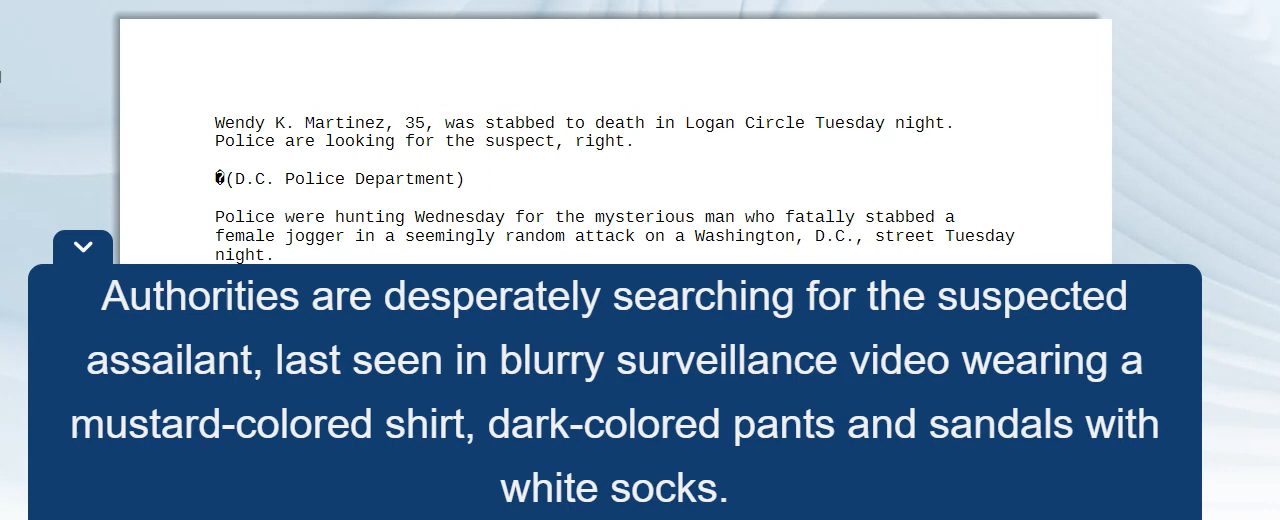 Wendy K. Martinez, 35, was stabbed to death in Logan Circle Tuesday night.
Police are looking for the suspect, right.
�(D.C. Police Department)
Police were hunting Wednesday for the mysterious man who fatally stabbed a
female jogger in a seemingly random attack on a Washington, D.C., street Tuesday
night.
Authorities are desperately searching for the suspected
assailant, last seen in blurry surveillance video wearing a
mustard-colored shirt, dark-colored pants and sandals with
white socks.